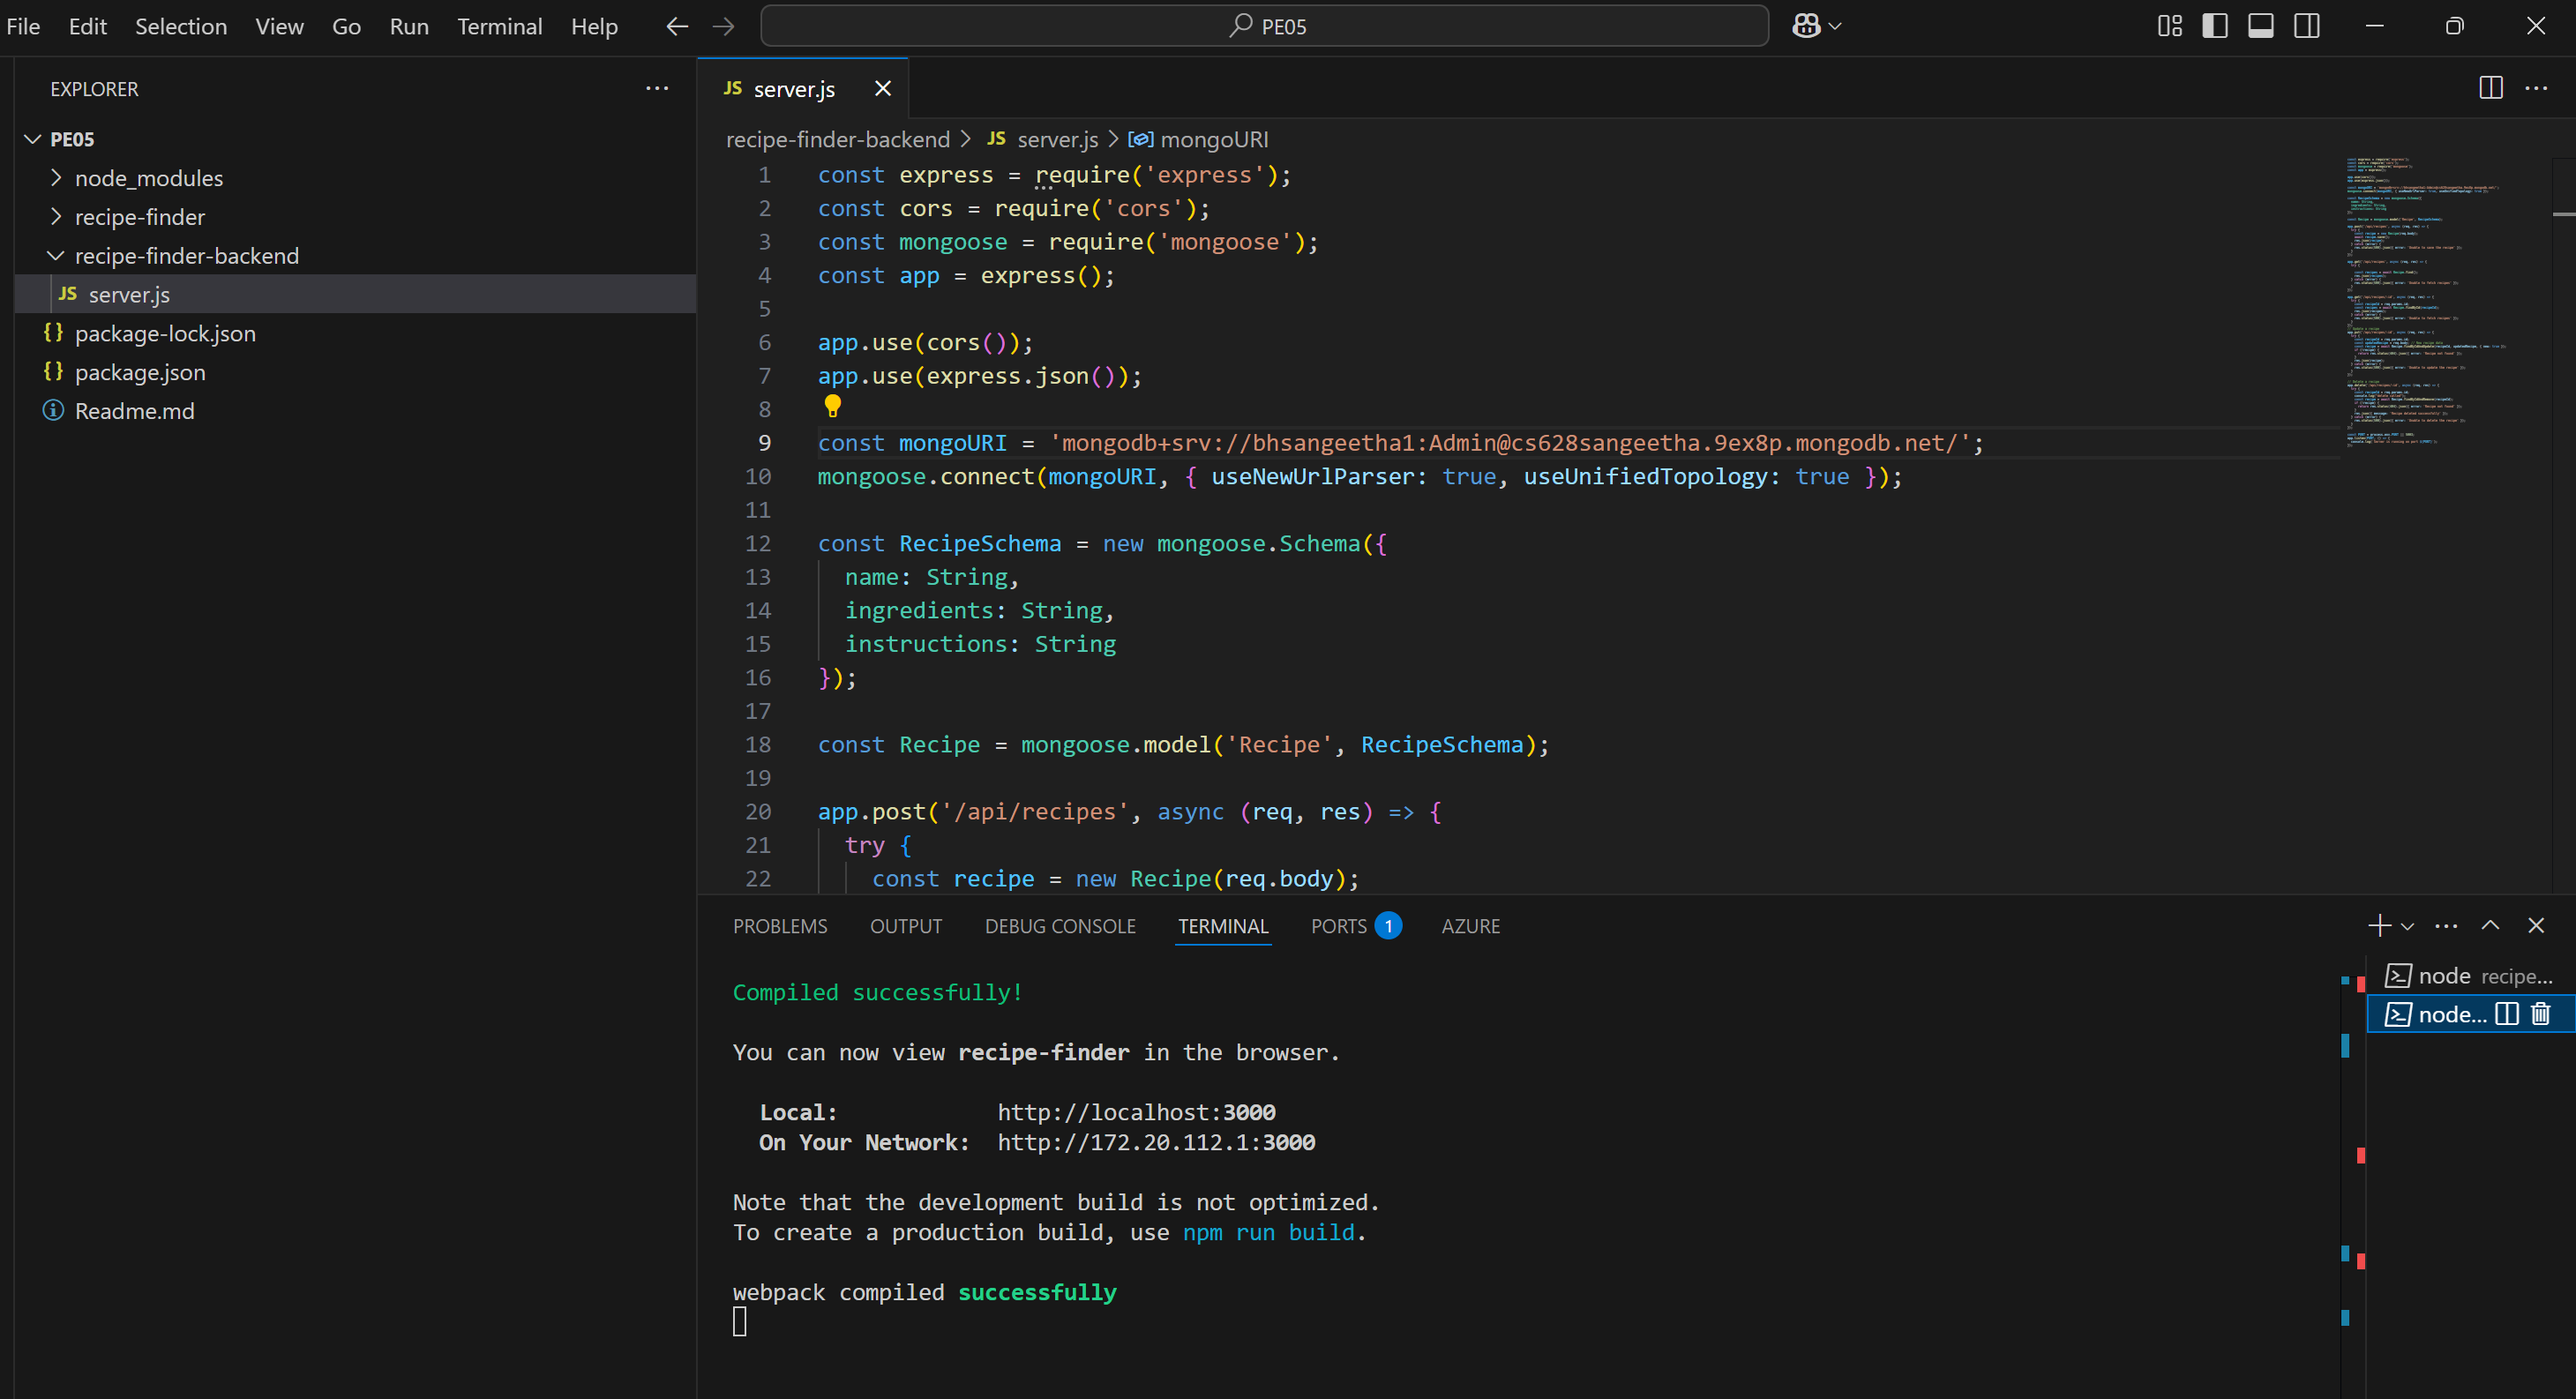 File Edit Selection View Go Run Terminal Help PE05
EXPLORER
PE05
node_modules
recipe-finder
recipe-finder-backend
JS server.js
{} package-lock.json
{} package.json
Readme.md
JS server.js
recipe-finder-backend > JS server.js > mongoURI
1 const express = require('express');
2 const cors = require('cors');
3 const mongoose = require('mongoose');
4 const app = express();
5
6 app.use(cors());
7 app.use(express.json());
8
9 const mongoURI = 'mongodb+srv://bhsangeetha1:Admin@cs628sangeetha.9ex8p.mongodb.net/';
10 mongoose.connect(mongoURI, { useNewUrlParser: true, useUnifiedTopology: true });
11
12 const RecipeSchema = new mongoose.Schema({
13 name: String,
14 ingredients: String,
15 instructions: String
16 });
17
18 const Recipe = mongoose.model('Recipe', RecipeSchema);
19
20 app.post('/api/recipes', async (req, res) => {
21 try {
22 const recipe = new Recipe(req.body);
PROBLEMS OUTPUT DEBUG CONSOLE TERMINAL PORTS 1 AZURE
Compiled successfully!
You can now view recipe-finder in the browser.
Local: http://localhost:3000
On Your Network: http://172.20.112.1:3000
Note that the development build is not optimized.
To create a production build, use npm run build.
webpack compiled successfully
node recipe...
node...